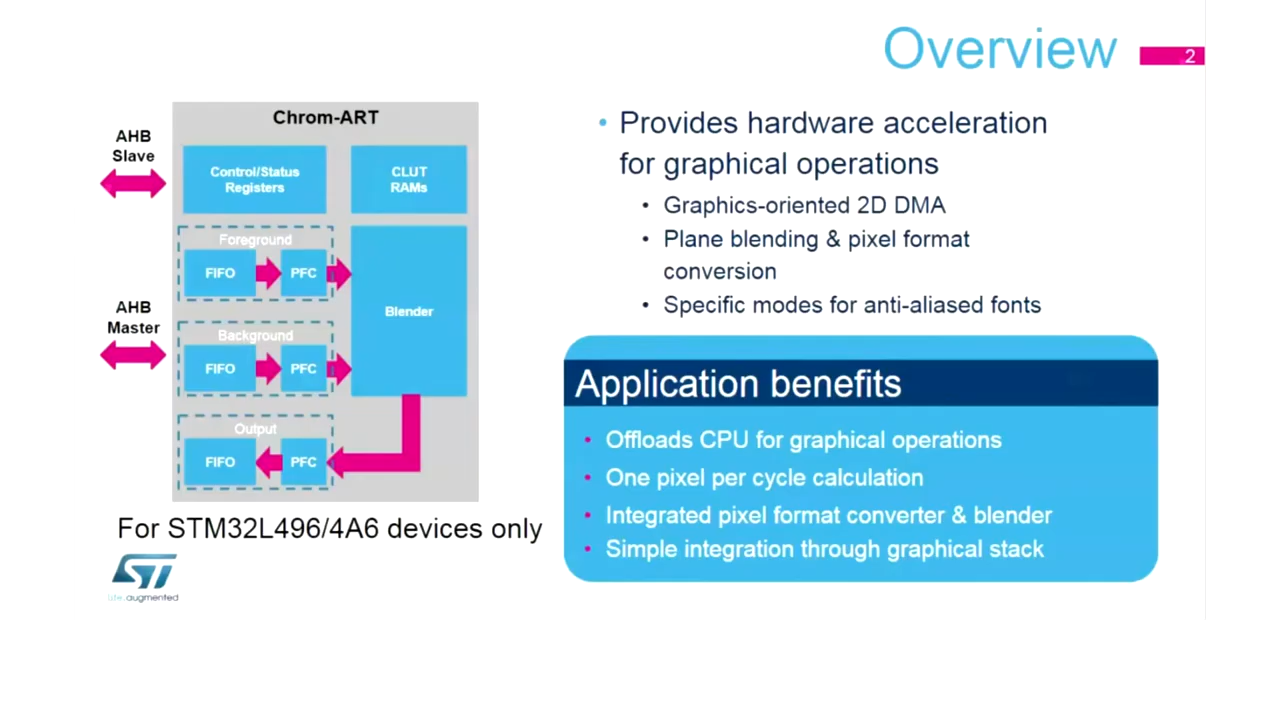 Overview
2
Chrom-ART
AHB
Slave
Control/Status
Registers
CLUT
RAMs
Foreground
FIFO
PFC
Blender
AHB
Master
Background
FIFO
PFC
Output
FIFO
PFC
For STM32L496/4A6 devices only
ST
life.augmented
• Provides hardware acceleration
for graphical operations
• Graphics-oriented 2D DMA
• Plane blending & pixel format
conversion
• Specific modes for anti-aliased fonts
Application benefits
• Offloads CPU for graphical operations
• One pixel per cycle calculation
• Integrated pixel format converter & blender
• Simple integration through graphical stack